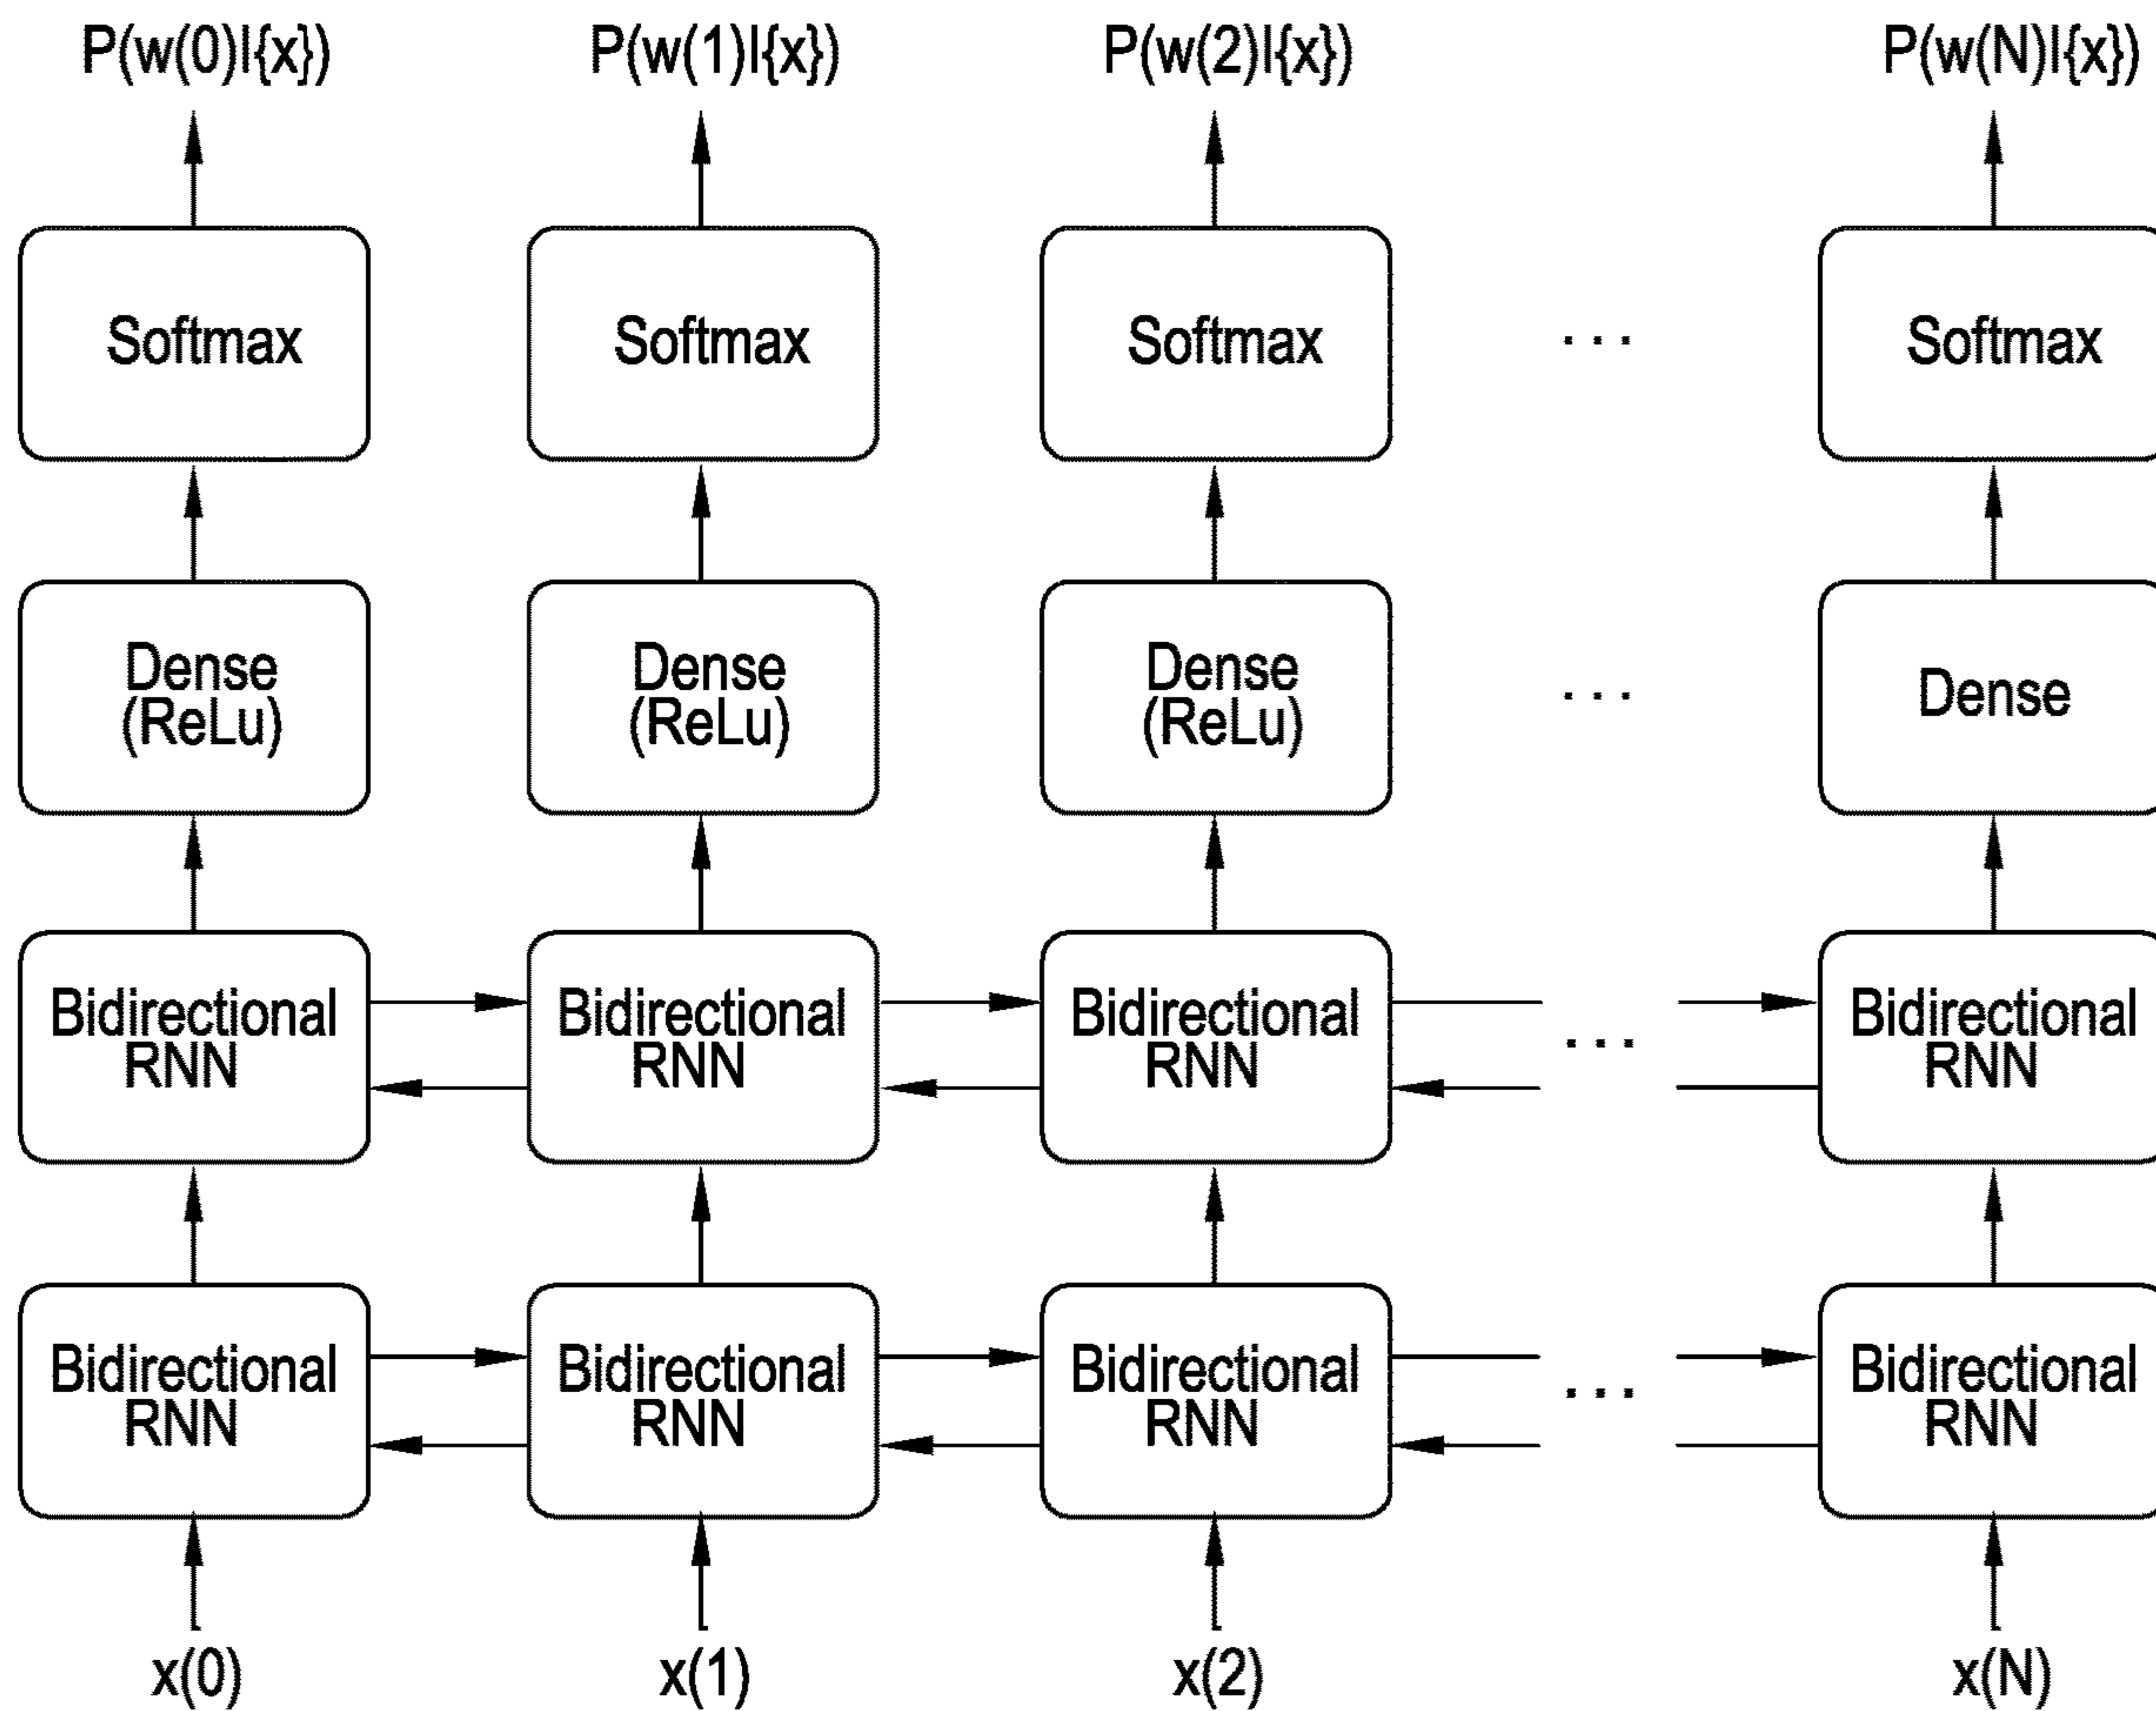 P(w(0)|{x}) P(w(1)|{x}) P(w(2)|{x}) P(w(N)|{x})
Softmax Softmax Softmax ... Softmax
Dense Dense Dense
(ReLu) (ReLu) (ReLu) ... Dense
Bidirectional Bidirectional Bidirectional Bidirectional
RNN RNN RNN ... RNN
Bidirectional Bidirectional Bidirectional Bidirectional
RNN RNN RNN ... RNN
x(0) x(1) x(2) x(N)